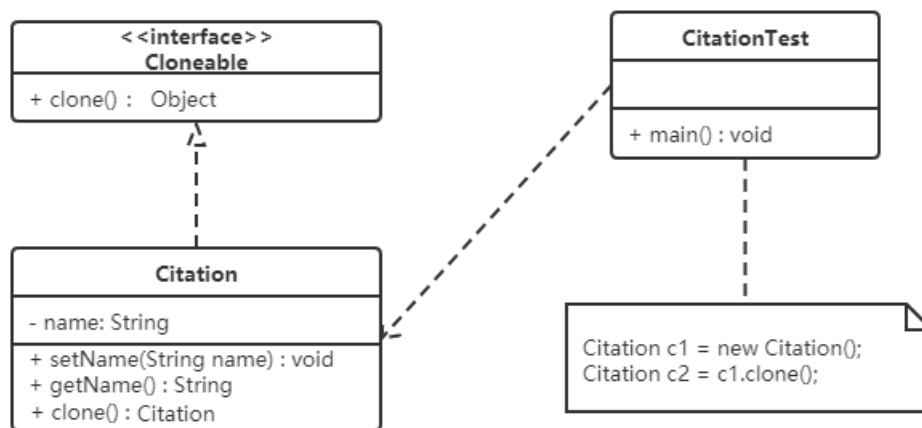 <<interface>>
Cloneable
+ clone() : Object
CitationTest
+ main() : void
Citation
- name: String
+ setName(String name) : void
+ getName() : String
+ clone() : Citation
Citation c1 = new Citation();
Citation c2 = c1.clone();